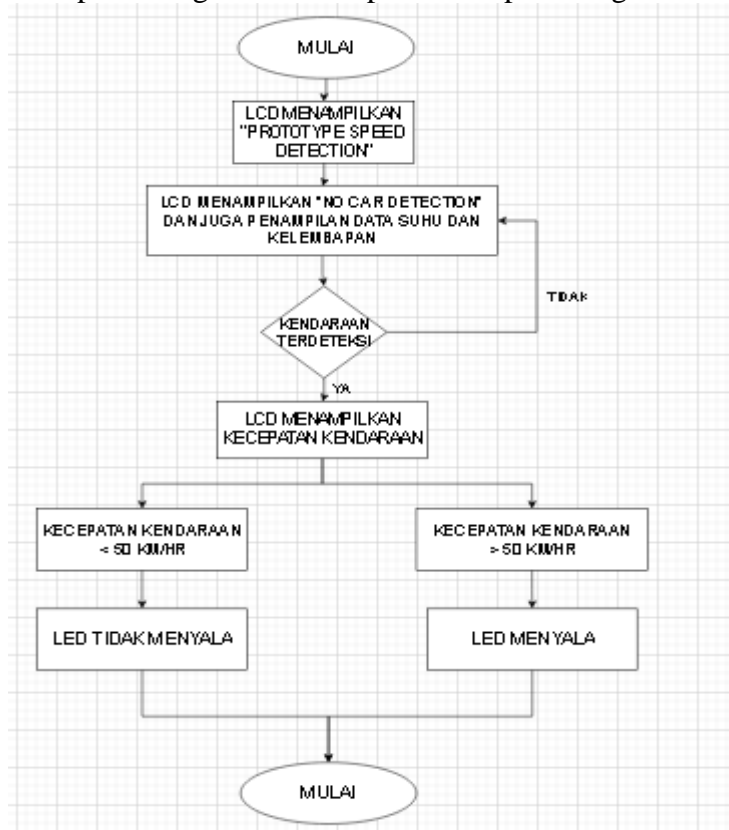 MULAI
LCD MENAMPILKAN
"PROTOTYPE SPEED
DETECTION"
LCD MENAMPILKAN "NO CAR DETECTION"
DAN JUGA PENAMPILAN DATA SUHU DAN
KELEMBAPAN
TIDAK
KENDARAAN
TERDETEKSI
YA
LCD MENAMPILKAN
KECEPATAN KENDARAAN
KECEPATAN KENDARAAN
< 50 KM/HR
KECEPATAN KENDARAAN
> 50 KM/HR
LED TIDAK MENYALA
LED MENYALA
MULAI